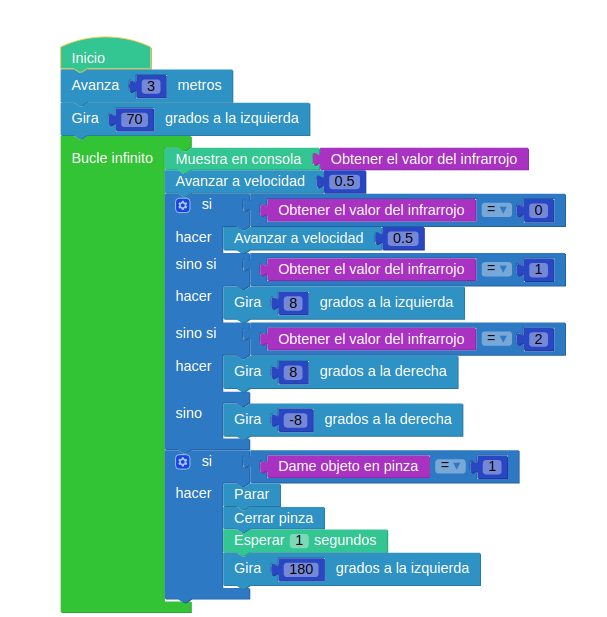 Inicio
Avanza 3 metros
Gira 70 grados a la izquierda
Bucle infinito Muestra en consola Obtener el valor del infrarrojo
Avanzar a velocidad 0.5
si Obtener el valor del infrarrojo = ▾ 0
hacer Avanzar a velocidad 0.5
sino si Obtener el valor del infrarrojo = ▾ 1
hacer Gira 8 grados a la izquierda
sino si Obtener el valor del infrarrojo = ▾ 2
hacer Gira 8 grados a la derecha
sino Gira -8 grados a la derecha
si Dame objeto en pinza = ▾ 1
hacer Parar
Cerrar pinza
Esperar 1 segundos
Gira 180 grados a la izquierda